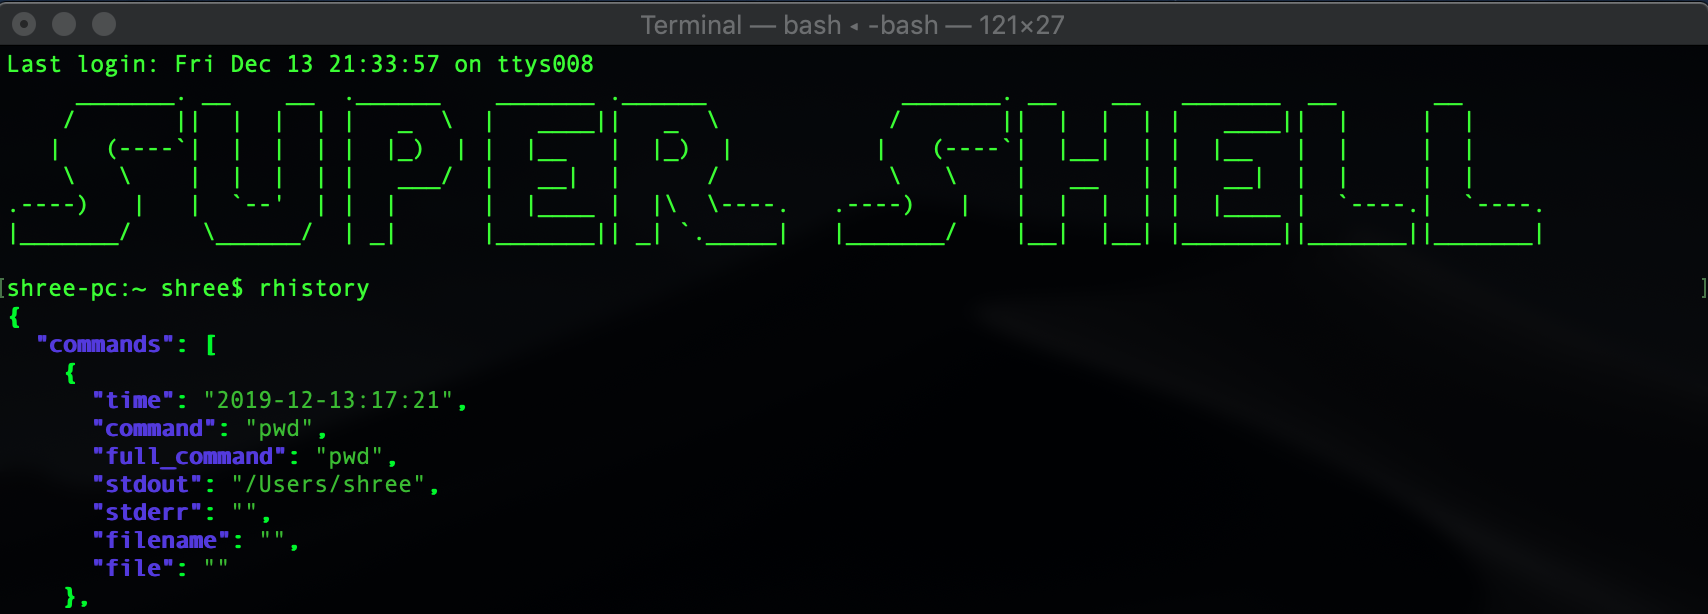 Terminal — bash ◂ -bash — 121×27
Last login: Fri Dec 13 21:33:57 on ttys008
SUPER SHELL
[shree-pc:~ shree$ rhistory ]
{
"commands": [
{
"time": "2019-12-13:17:21",
"command": "pwd",
"full_command": "pwd",
"stdout": "/Users/shree",
"stderr": "",
"filename": "",
"file": ""
},